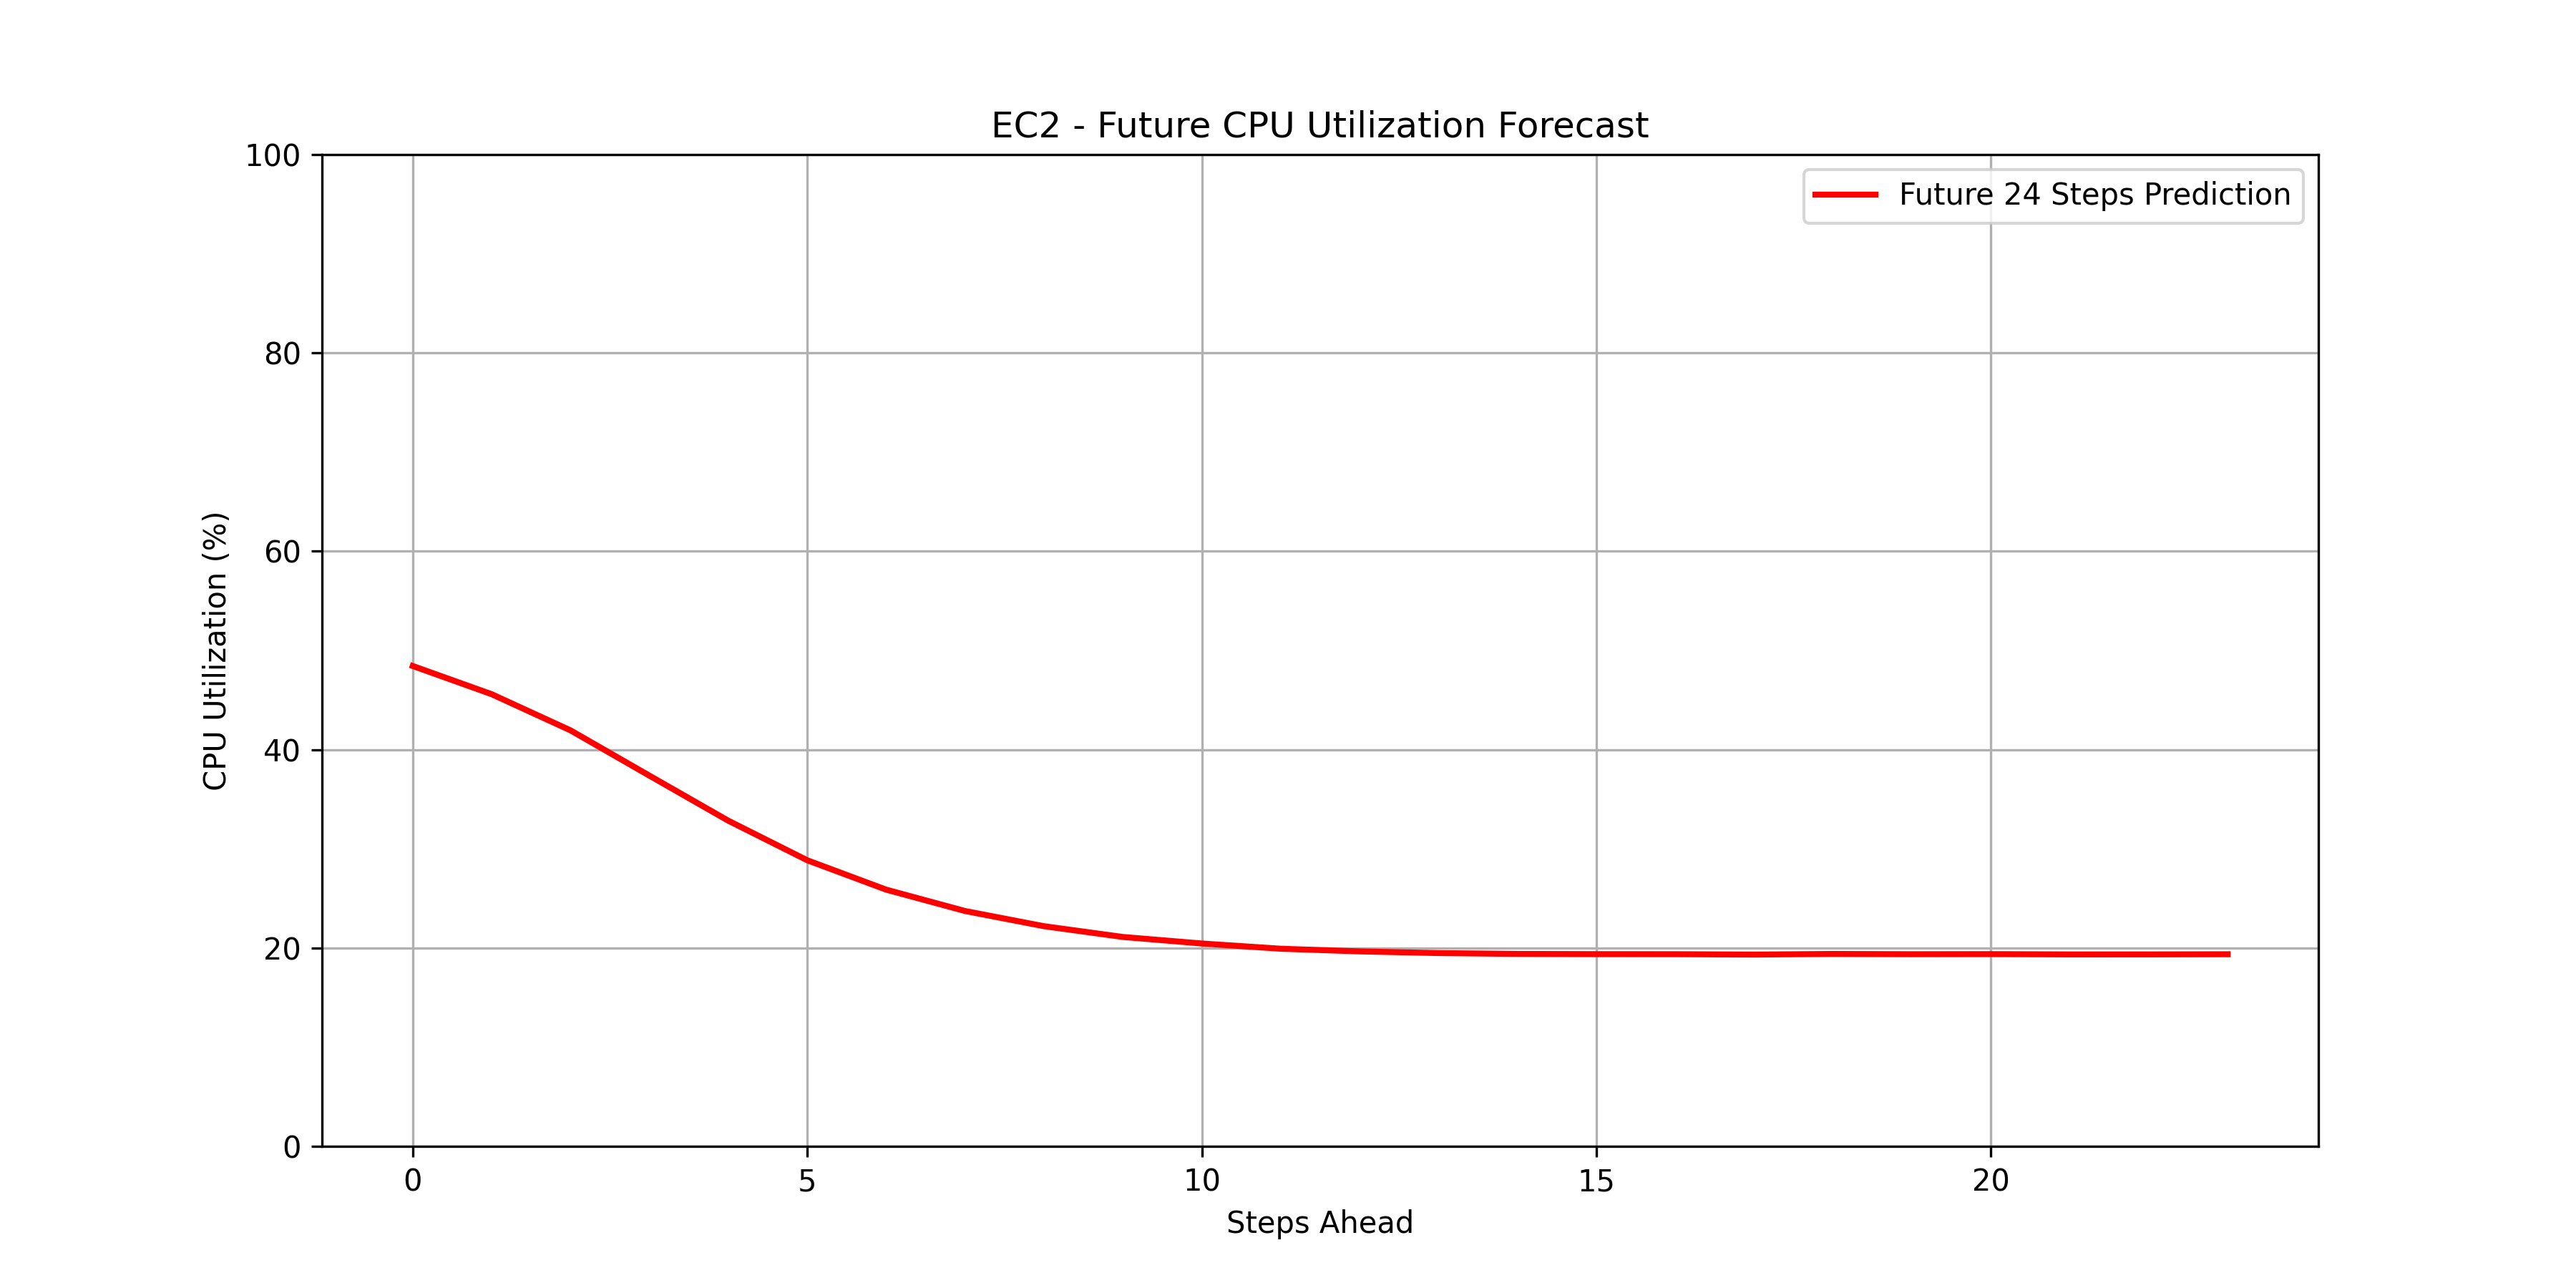 EC2 - Future CPU Utilization Forecast
Future 24 Steps Prediction
CPU Utilization (%)
100
80
60
40
20
0
0 5 10 15 20
Steps Ahead